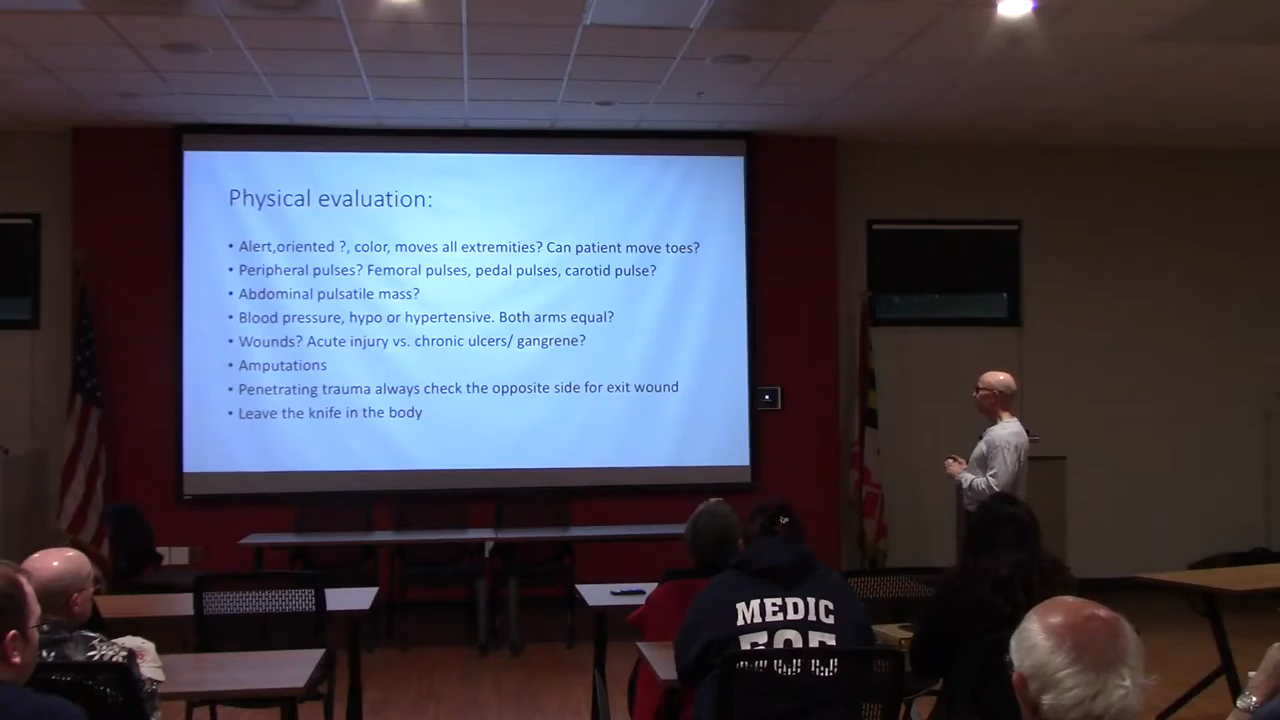 Physical evaluation:
• Alert,oriented ?, color, moves all extremities? Can patient move toes?
• Peripheral pulses? Femoral pulses, pedal pulses, carotid pulse?
• Abdominal pulsatile mass?
• Blood pressure, hypo or hypertensive. Both arms equal?
• Wounds? Acute injury vs. chronic ulcers/ gangrene?
• Amputations
• Penetrating trauma always check the opposite side for exit wound
• Leave the knife in the body
MEDIC